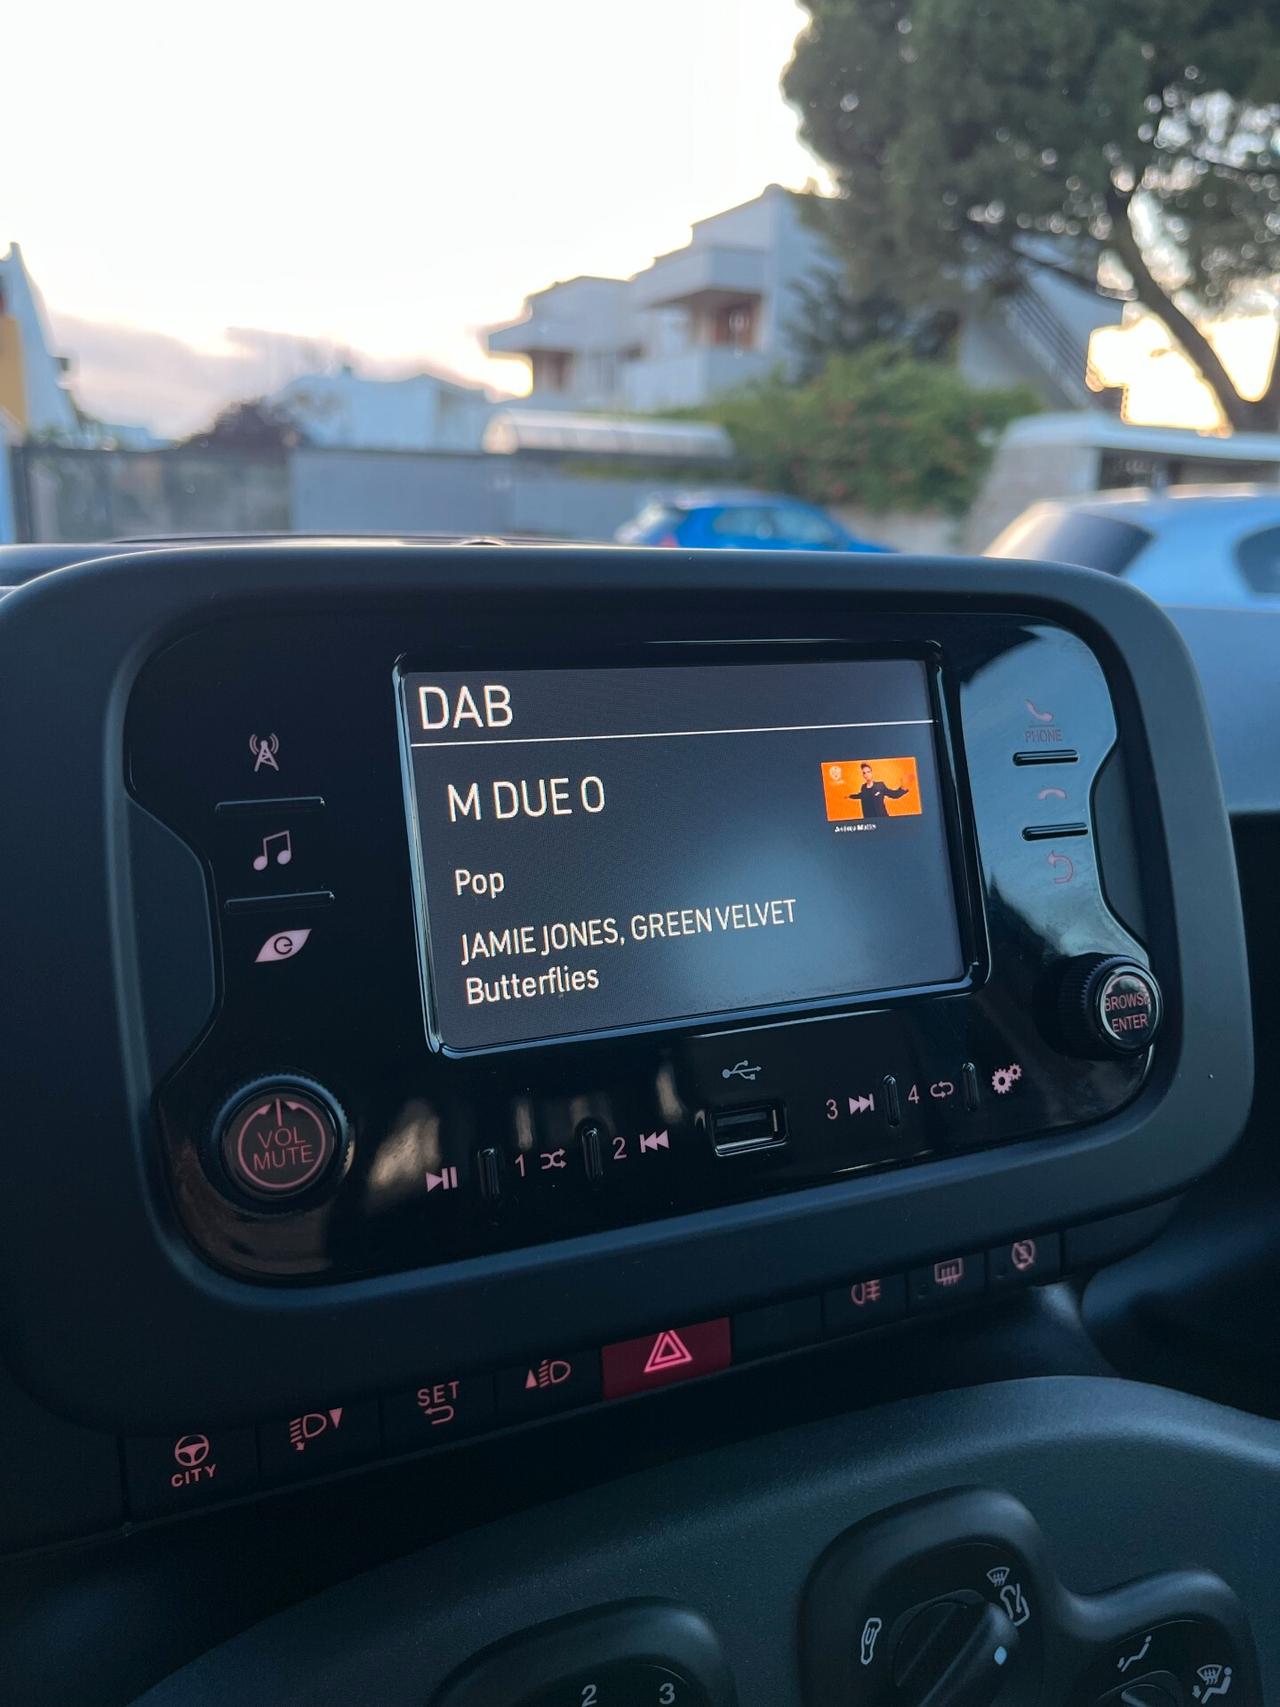 DAB
M DUE O
Pop
JAMIE JONES, GREEN VELVET
Butterflies
PHONE
BROWSE
ENTER
VOL
MUTE
1
2
3
4
SET
CITY
2
3